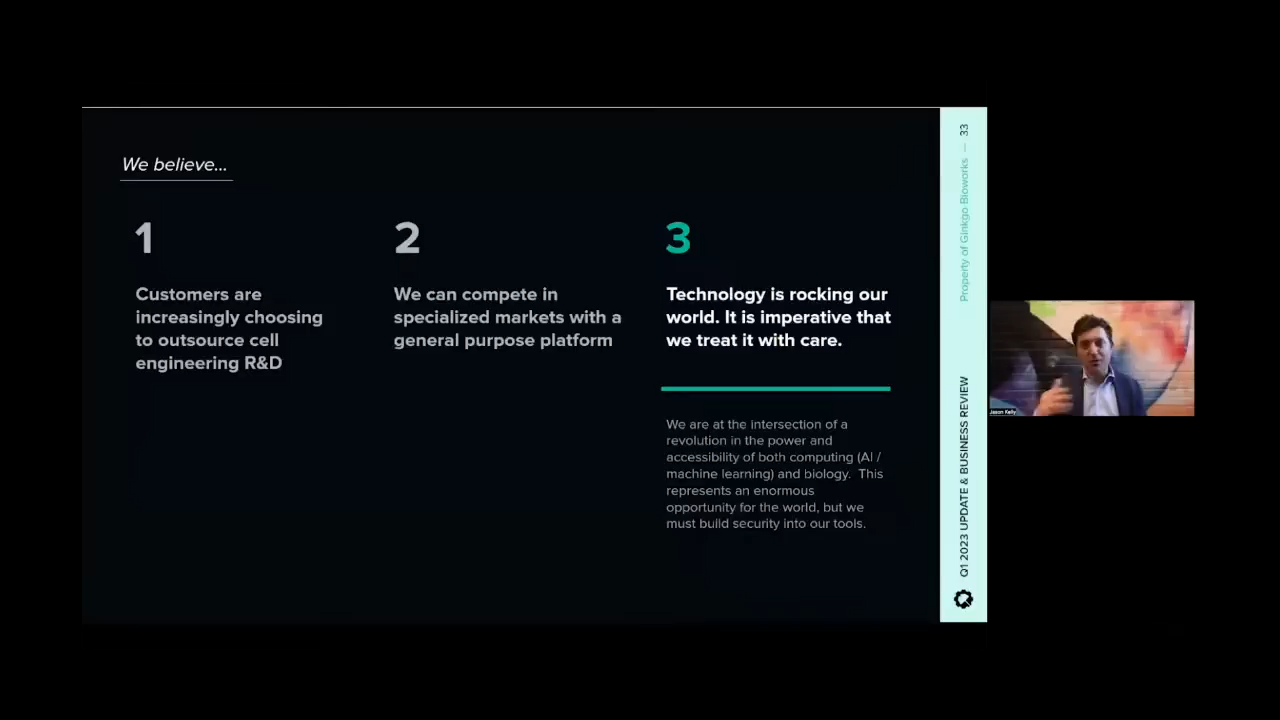 We believe...
1
Customers are
increasingly choosing
to outsource cell
engineering R&D
2
We can compete in
specialized markets with a
general purpose platform
3
Technology is rocking our
world. It is imperative that
we treat it with care.
We are at the intersection of a
revolution in the power and
accessibility of both computing (AI /
machine learning) and biology.  This
represents an enormous
opportunity for the world, but we
must build security into our tools.
Property of Ginkgo Bioworks — 33
Q1 2023 UPDATE & BUSINESS REVIEW
Jason Kelly